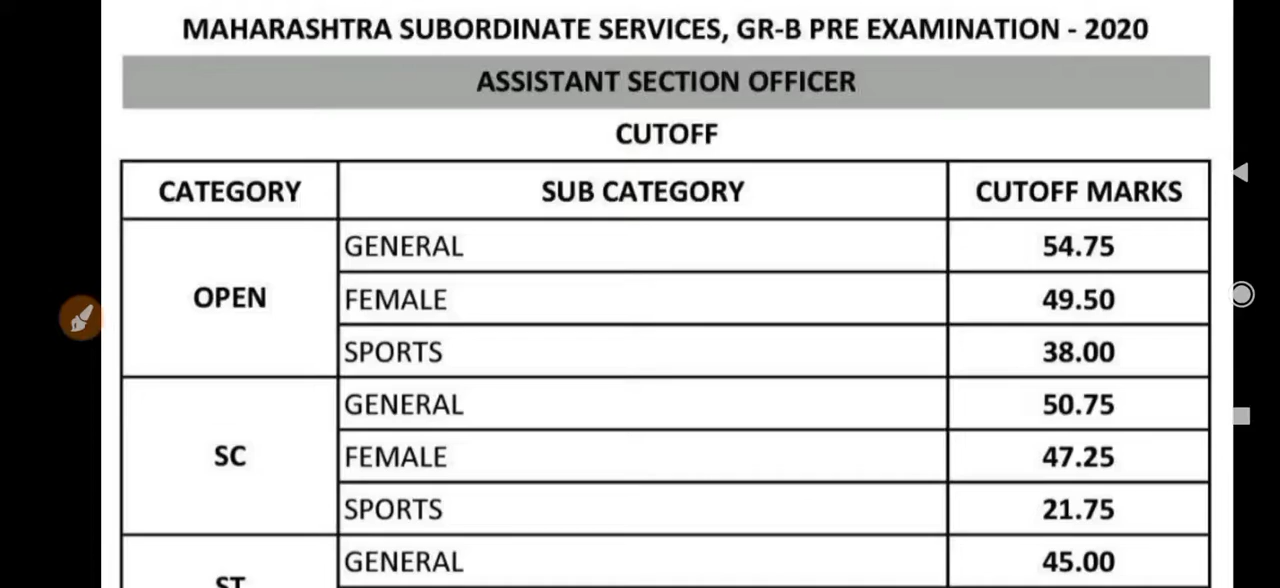 MAHARASHTRA SUBORDINATE SERVICES, GR-B PRE EXAMINATION - 2020
ASSISTANT SECTION OFFICER
CUTOFF
CATEGORY SUB CATEGORY CUTOFF MARKS
OPEN
GENERAL 54.75
FEMALE 49.50
SPORTS 38.00
SC
GENERAL 50.75
FEMALE 47.25
SPORTS 21.75
ST
GENERAL 45.00